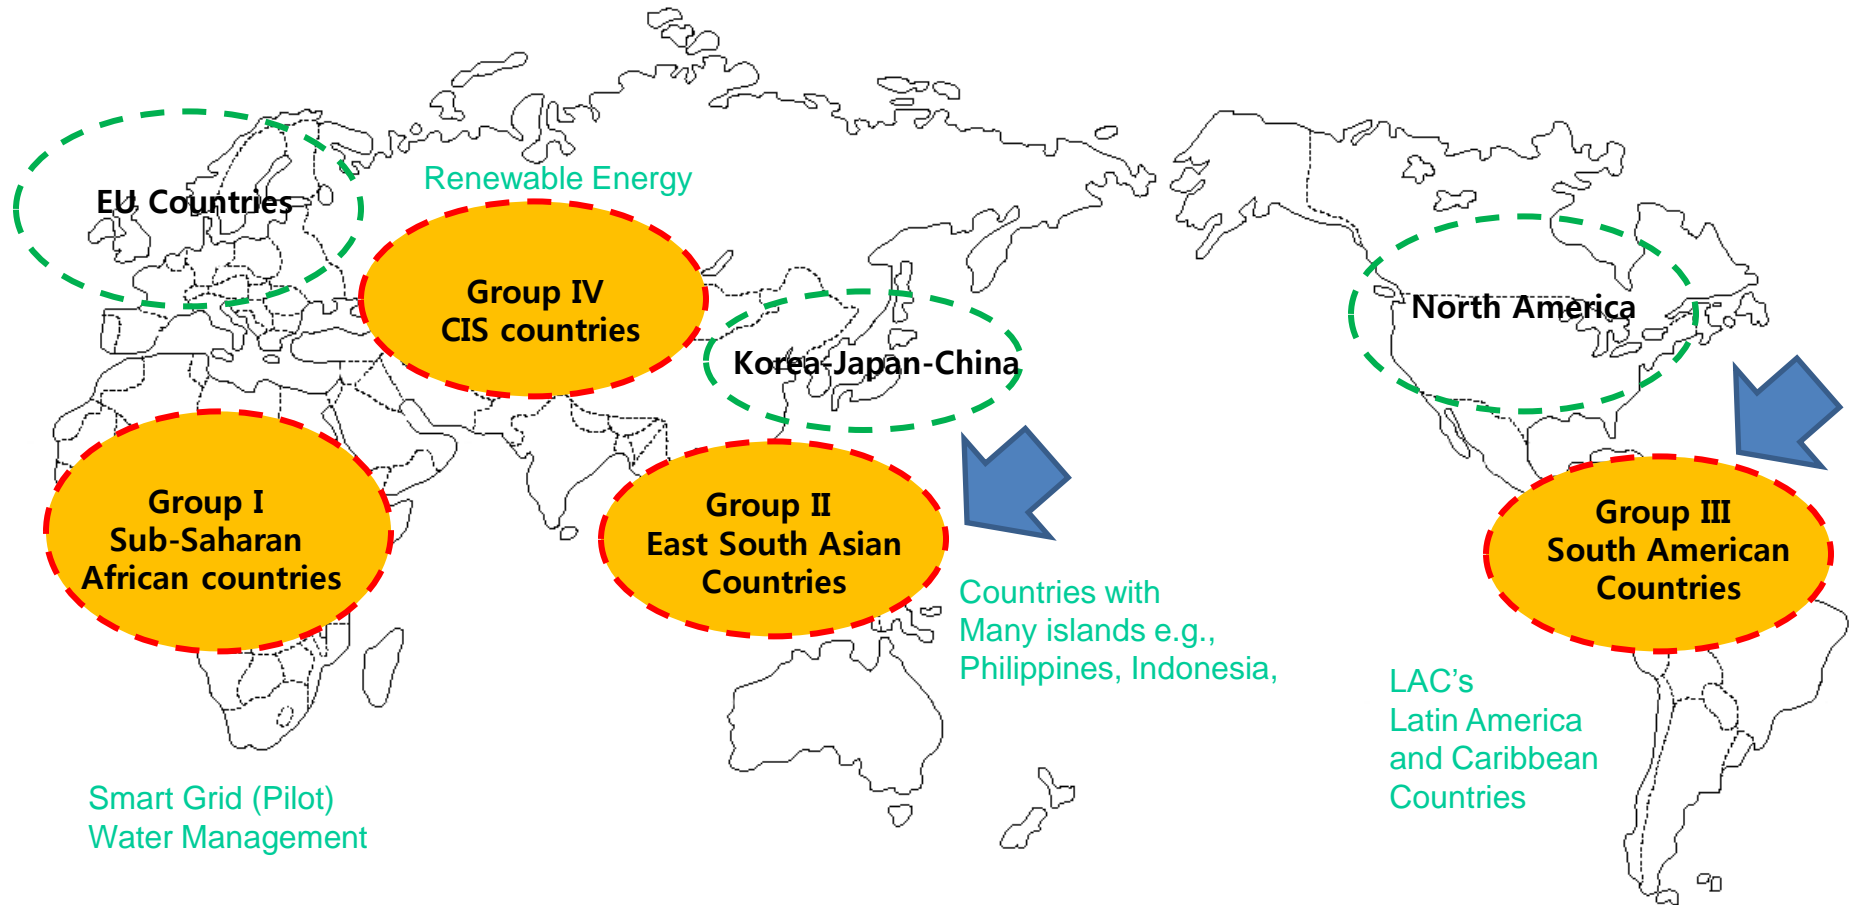 EU Countries
Renewable Energy
Group IV
CIS countries
Korea-Japan-China
North America
Group I
Sub-Saharan
African countries
Group II
East South Asian
Countries
Group III
South American
Countries
Countries with
Many islands e.g.,
Philippines, Indonesia,
LAC’s
Latin America
and Caribbean
Countries
Smart Grid (Pilot)
Water Management